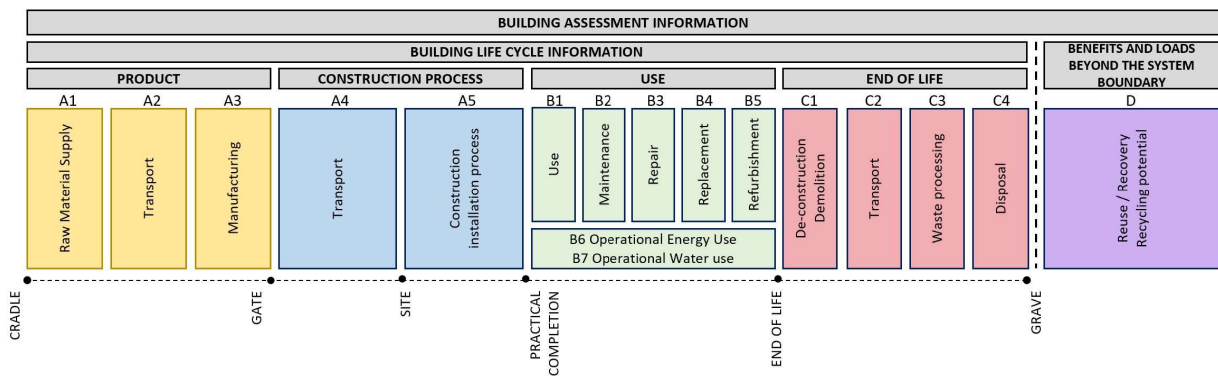 BUILDING ASSESSMENT INFORMATION
BUILDING LIFE CYCLE INFORMATION
BENEFITS AND LOADS
BEYOND THE SYSTEM
BOUNDARY
PRODUCT
CONSTRUCTION PROCESS
USE
END OF LIFE
A1
A2
A3
A4
A5
B1
B2
B3
B4
B5
C1
C2
C3
C4
D
Raw Material Supply
Transport
Manufacturing
Transport
Construction
installation process
Use
Maintenance
Repair
Replacement
Refurbishment
B6 Operational Energy Use
B7 Operational Water use
De-construction
Demolition
Transport
Waste processing
Disposal
Reuse / Recovery
Recycling potential
CRADLE
GATE
SITE
PRACTICAL
COMPLETION
END OF LIFE
GRAVE